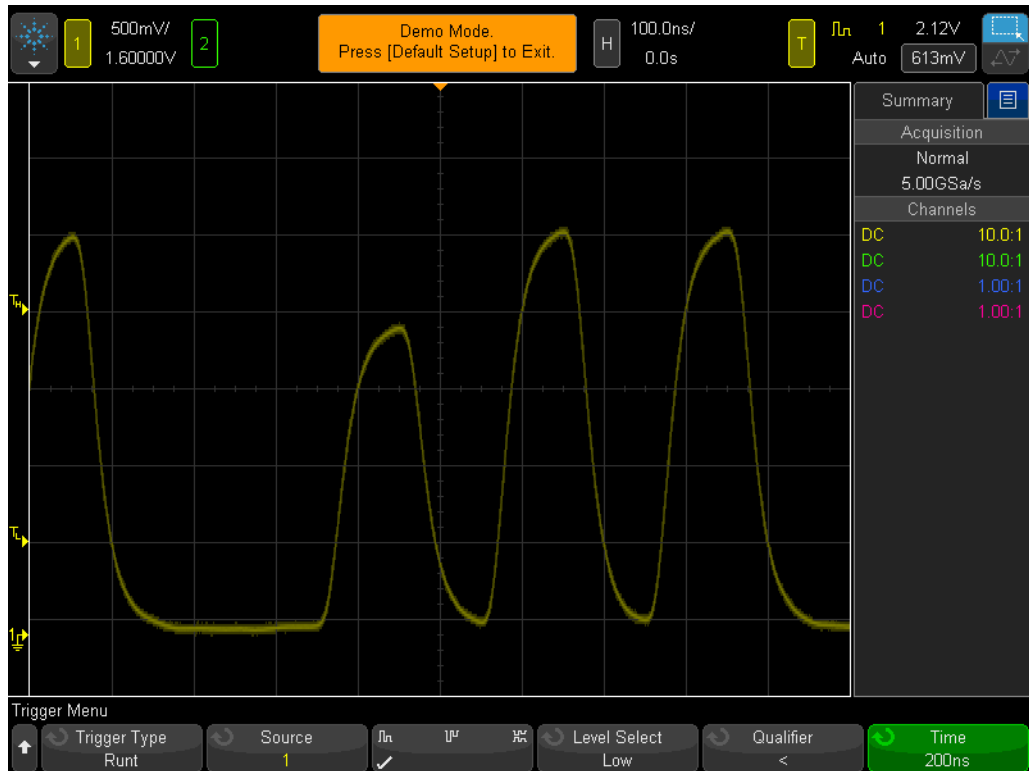 1
500mV/
1.60000V
2
Demo Mode.
Press [Default Setup] to Exit.
H
100.0ns/
0.0s
T
1
2.12V
Auto
613mV
Summary
Acquisition
Normal
5.00GSa/s
Channels
DC 10.0:1
DC 10.0:1
DC 1.00:1
DC 1.00:1
TH
TL
1
Trigger Menu
Trigger Type
Runt
Source
1
Level Select
Low
Qualifier
<
Time
200ns